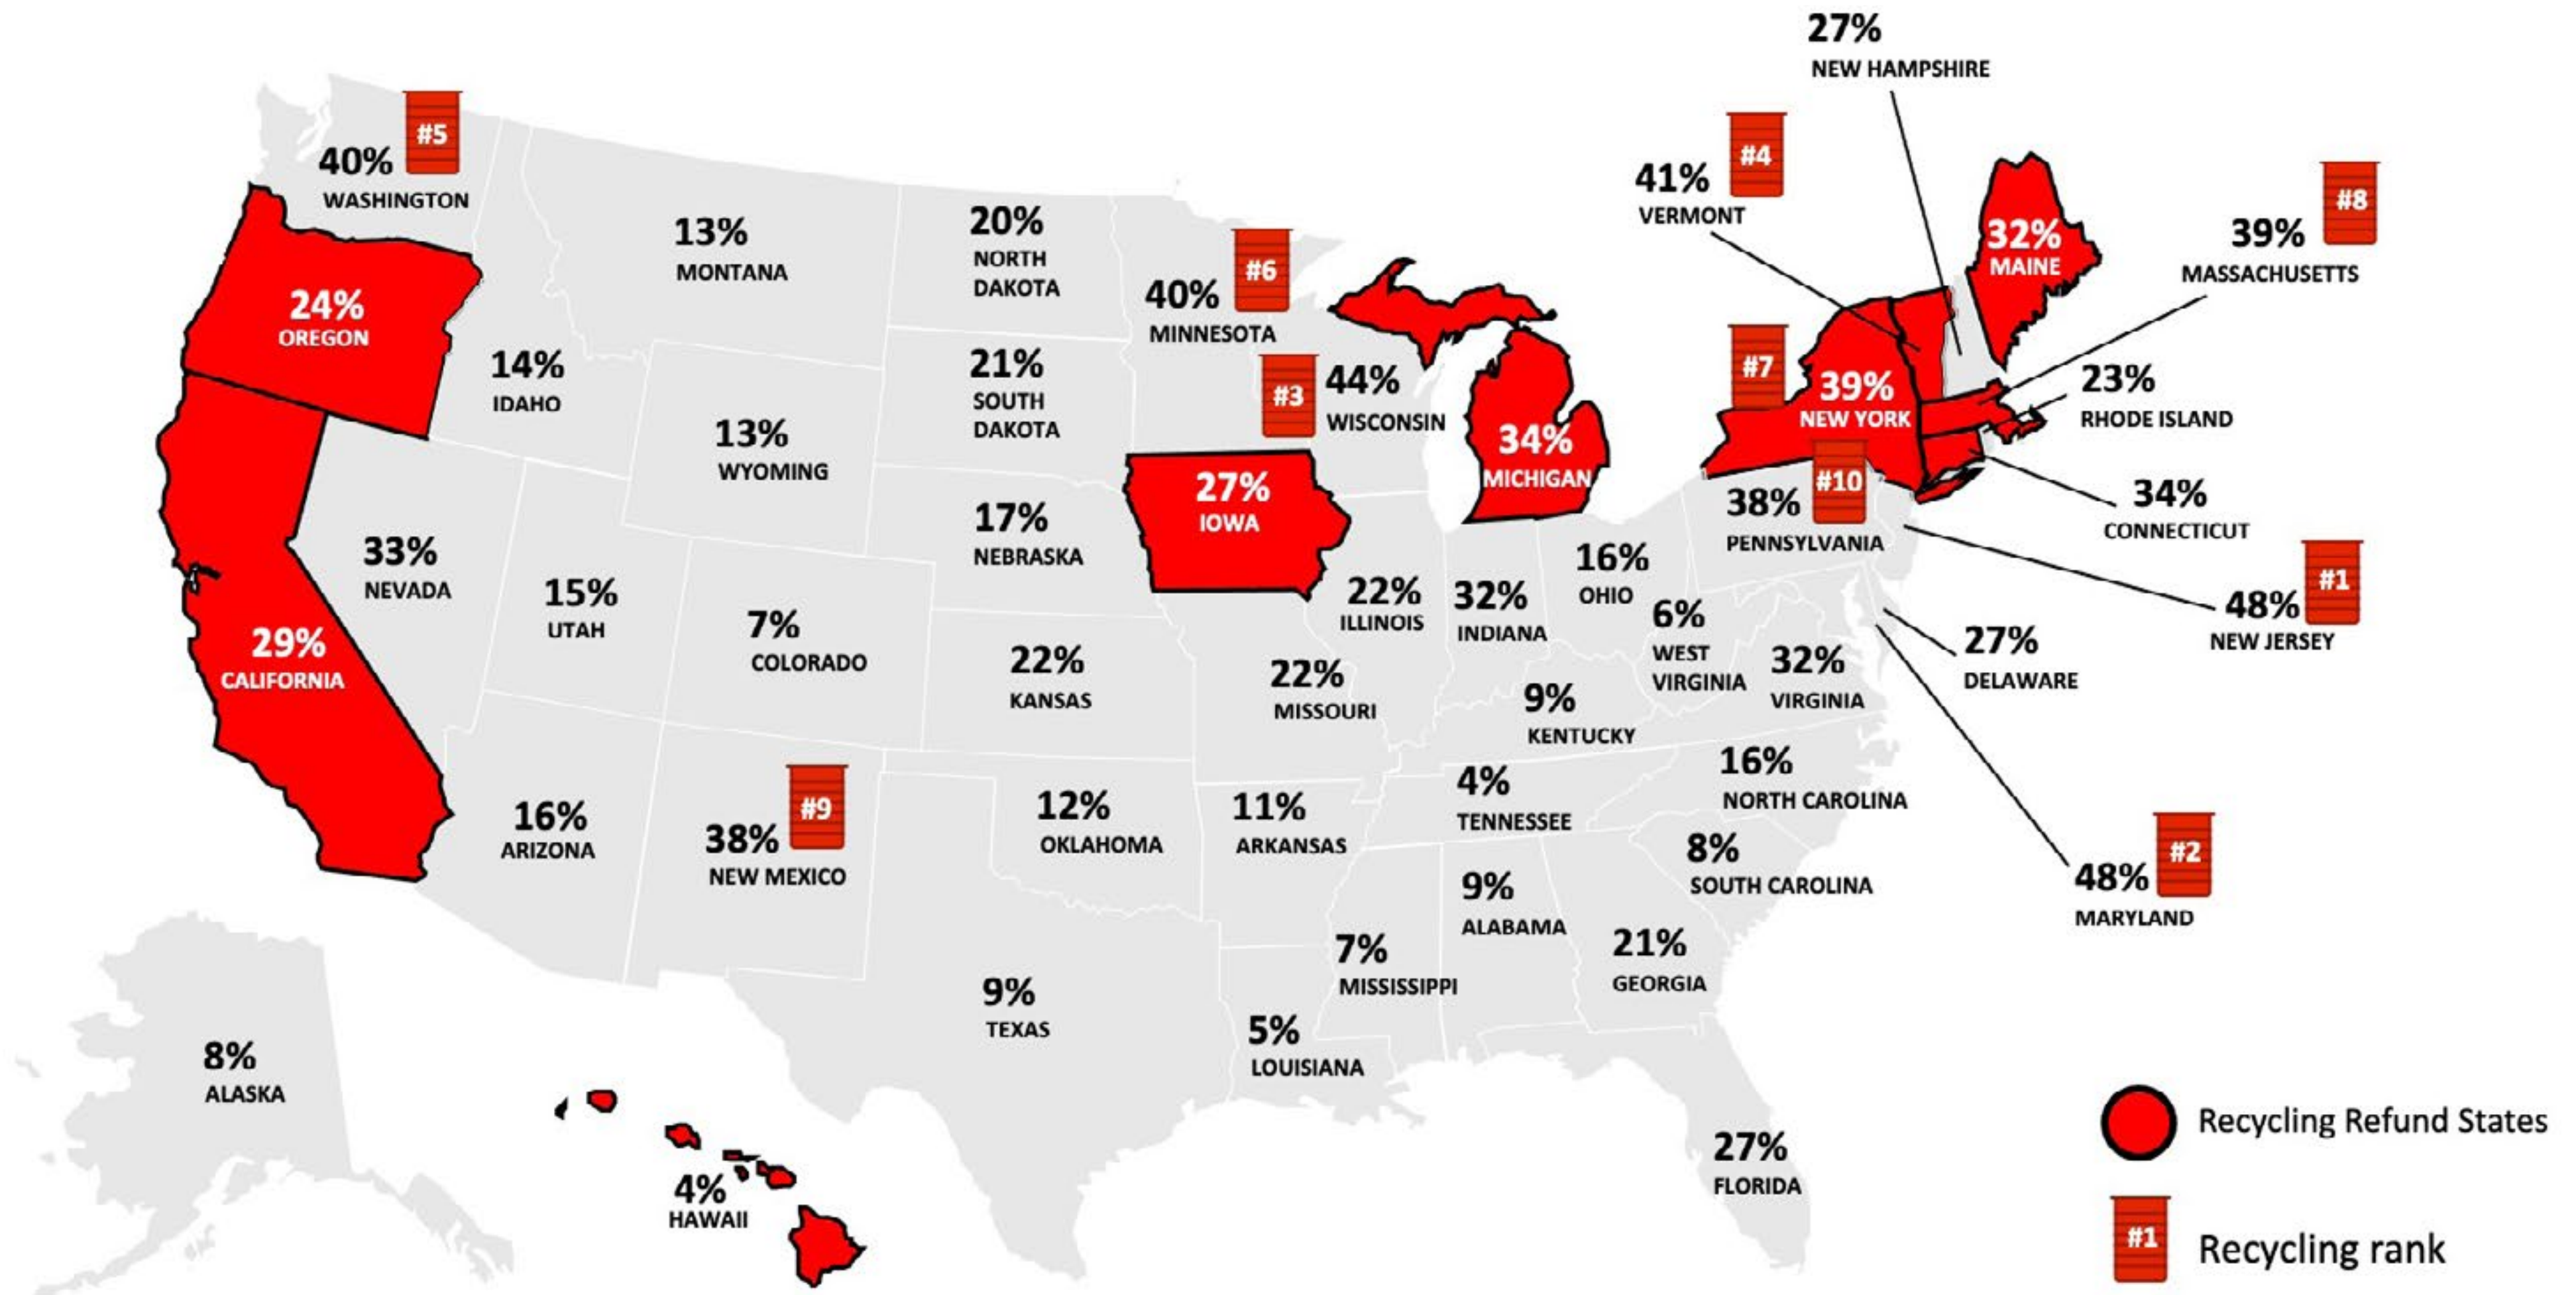 27%
NEW HAMPSHIRE
#5
40%
WASHINGTON
#4
41%
VERMONT
#8
39%
MASSACHUSETTS
32%
MAINE
13%
MONTANA
20%
NORTH
DAKOTA
#6
40%
MINNESOTA
24%
OREGON
14%
IDAHO
21%
SOUTH
DAKOTA
#3
44%
WISCONSIN
#7
39%
NEW YORK
23%
RHODE ISLAND
13%
WYOMING
34%
MICHIGAN
27%
IOWA
#10
38%
PENNSYLVANIA
34%
CONNECTICUT
17%
NEBRASKA
33%
NEVADA
15%
UTAH
7%
COLORADO
22%
ILLINOIS
32%
INDIANA
16%
OHIO
#1
48%
NEW JERSEY
6%
WEST
VIRGINIA
32%
VIRGINIA
27%
DELAWARE
29%
CALIFORNIA
22%
KANSAS
22%
MISSOURI
9%
KENTUCKY
16%
NORTH CAROLINA
4%
TENNESSEE
16%
ARIZONA
#9
38%
NEW MEXICO
12%
OKLAHOMA
11%
ARKANSAS
8%
SOUTH CAROLINA
#2
48%
MARYLAND
9%
ALABAMA
7%
MISSISSIPPI
21%
GEORGIA
9%
TEXAS
5%
LOUISIANA
8%
ALASKA
4%
HAWAII
27%
FLORIDA
Recycling Refund States
#1
Recycling rank